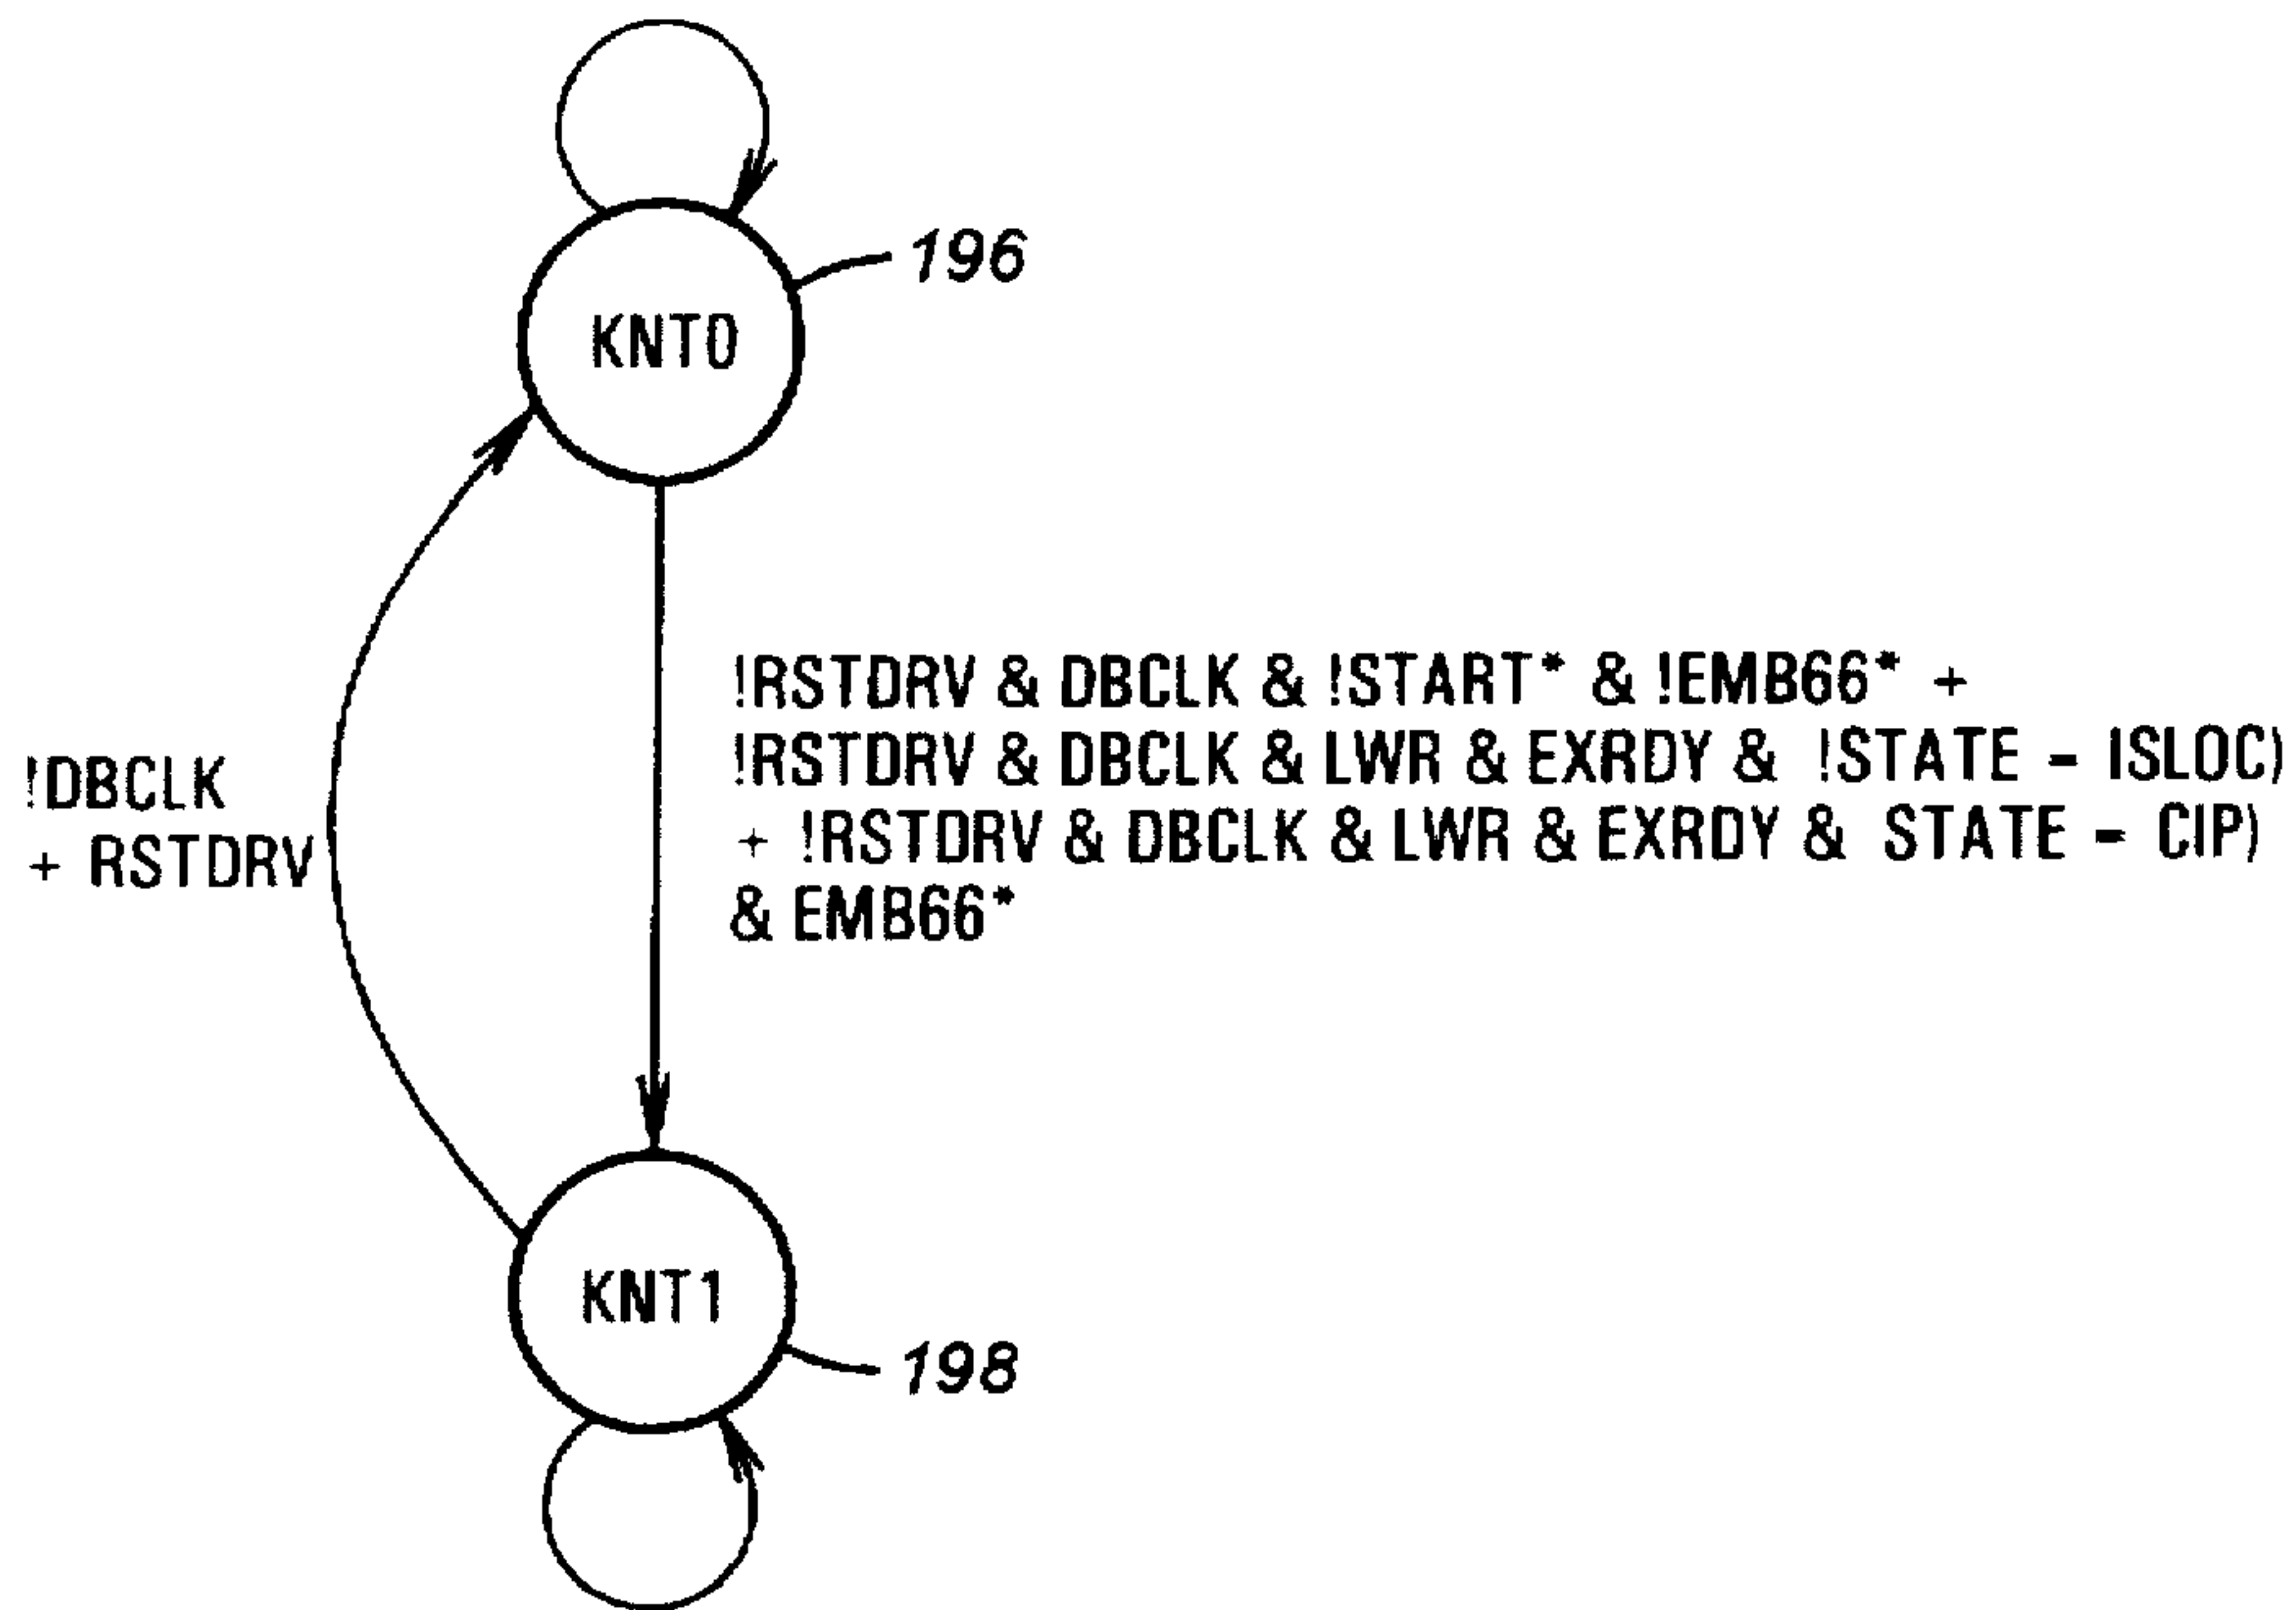 196
KNT0
!RSTDRV & DBCLK & !START* & !EMB66* +
!RSTDRV & DBCLK & LWR & EXRDY & !STATE - ISLOC)
+ !RSTDRV & DBCLK & LWR & EXRDY & STATE - CIP)
& EMB66*
!DBCLK
+ RSTDRV
KNT1
198